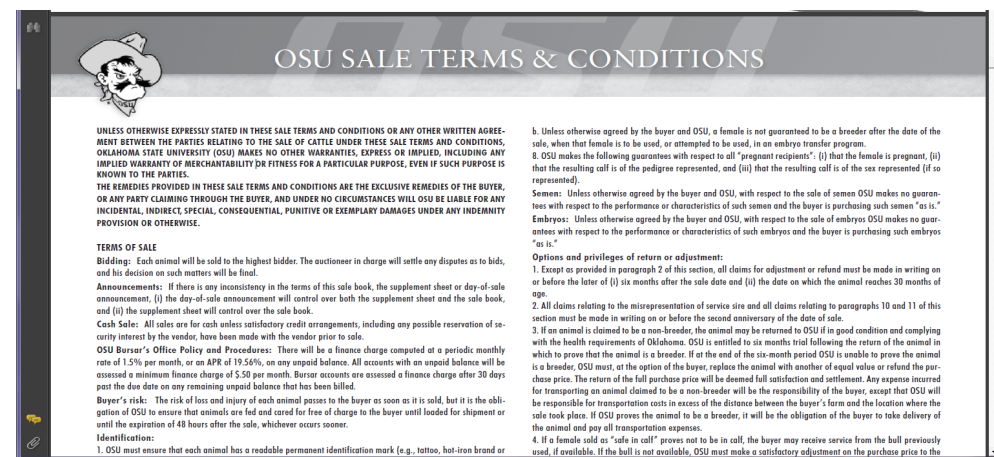 OSU SALE TERMS & CONDITIONS
OSU
UNLESS OTHERWISE EXPRESSLY STATED IN THESE SALE TERMS AND CONDITIONS OR ANY OTHER WRITTEN AGREE-
MENT BETWEEN THE PARTIES RELATING TO THE SALE OF CATTLE UNDER THESE SALE TERMS AND CONDITIONS,
OKLAHOMA STATE UNIVERSITY (OSU) MAKES NO OTHER WARRANTIES, EXPRESS OR IMPLIED, INCLUDING ANY
IMPLIED WARRANTY OF MERCHANTABILITY OR FITNESS FOR A PARTICULAR PURPOSE, EVEN IF SUCH PURPOSE IS
KNOWN TO THE PARTIES.
THE REMEDIES PROVIDED IN THESE SALE TERMS AND CONDITIONS ARE THE EXCLUSIVE REMEDIES OF THE BUYER,
OR ANY PARTY CLAIMING THROUGH THE BUYER, AND UNDER NO CIRCUMSTANCES WILL OSU BE LIABLE FOR ANY
INCIDENTAL, INDIRECT, SPECIAL, CONSEQUENTIAL, PUNITIVE OR EXEMPLARY DAMAGES UNDER ANY INDEMNITY
PROVISION OR OTHERWISE.
TERMS OF SALE
Bidding: Each animal will be sold to the highest bidder. The auctioneer in charge will settle any disputes as to bids,
and his decision on such matters will be final.
Announcements: If there is any inconsistency in the terms of this sale book, the supplement sheet or day-of-sale
announcement, (i) the day-of-sale announcement will control over both the supplement sheet and the sale book,
and (ii) the supplement sheet will control over the sale book.
Cash Sale: All sales are for cash unless satisfactory credit arrangements, including any possible reservation of se-
curity interest by the vendor, have been made with the vendor prior to sale.
OSU Bursar's Office Policy and Procedures: There will be a finance charge computed at a periodic monthly
rate of 1.5% per month, or an APR of 19.56%, on any unpaid balance. All accounts with an unpaid balance will be
assessed a minimum finance charge of $.50 per month. Bursar accounts are assessed a finance charge after 30 days
past the due date on any remaining unpaid balance that has been billed.
Buyer's risk: The risk of loss and injury of each animal passes to the buyer as soon as it is sold, but it is the obli-
gation of OSU to ensure that animals are fed and cared for free of charge to the buyer until loaded for shipment or
until the expiration of 48 hours after the sale, whichever occurs sooner.
Identification:
1. OSU must ensure that each animal has a readable permanent identification mark (e.g., tattoo, hot-iron brand or
b. Unless otherwise agreed by the buyer and OSU, a female is not guaranteed to be a breeder after the date of the
sale, when that female is to be used, or attempted to be used, in an embryo transfer program.
8. OSU makes the following guarantees with respect to all "pregnant recipients": (i) that the female is pregnant, (ii)
that the resulting calf is of the pedigree represented, and (iii) that the resulting calf is of the sex represented (if so
represented).
Semen: Unless otherwise agreed by the buyer and OSU, with respect to the sale of semen OSU makes no guaran-
tees with respect to the performance or characteristics of such semen and the buyer is purchasing such semen "as is."
Embryos: Unless otherwise agreed by the buyer and OSU, with respect to the sale of embryos OSU makes no guar-
antees with respect to the performance or characteristics of such embryos and the buyer is purchasing such embryos
"as is."
Options and privileges of return or adjustment:
1. Except as provided in paragraph 2 of this section, all claims for adjustment or refund must be made in writing on
or before the later of (i) six months after the sale date and (ii) the date on which the animal reaches 30 months of
age.
2. All claims relating to the misrepresentation of service sire and all claims relating to paragraphs 10 and 11 of this
section must be made in writing on or before the second anniversary of the date of sale.
3. If an animal is claimed to be a non-breeder, the animal may be returned to OSU if in good condition and complying
with the health requirements of Oklahoma. OSU is entitled to six months trial following the return of the animal in
which to prove that the animal is a breeder. If at the end of the six-month period OSU is unable to prove the animal
is a breeder, OSU must, at the option of the buyer, replace the animal with another of equal value or refund the pur-
chase price. The return of the full purchase price will be deemed full satisfaction and settlement. Any expense incurred
for transporting an animal claimed to be a non-breeder will be the responsibility of the buyer, except that OSU will
be responsible for transportation costs in excess of the distance between the buyer's farm and the location where the
sale took place. If OSU proves the animal to be a breeder, it will be the obligation of the buyer to take delivery of
the animal and pay all transportation expenses.
4. If a female sold as "safe in calf" proves not to be in calf, the buyer may receive service from the bull previously
used, if available. If the bull is not available, OSU must make a satisfactory adjustment on the purchase price to the